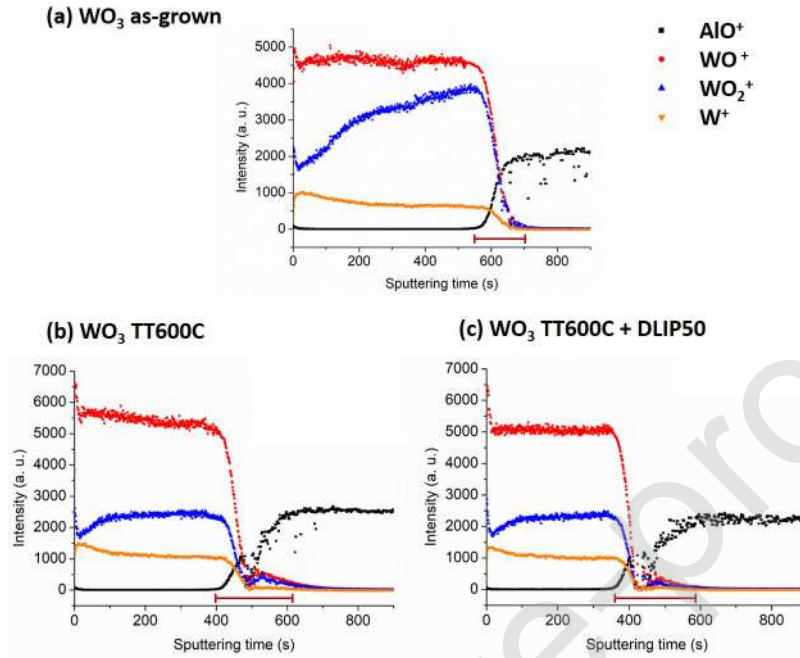 (a) WO₃ as-grown
AlO⁺
WO⁺
WO₂⁺
W⁺
5000
4000
3000
2000
1000
0
Intensity (a. u.)
0 200 400 600 800
Sputtering time (s)
(b) WO₃ TT600C
7000
6000
5000
4000
3000
2000
1000
0
Intensity (a. u.)
0 200 400 600 800
Sputtering time (s)
(c) WO₃ TT600C + DLIP50
7000
6000
5000
4000
3000
2000
1000
0
Intensity (a. u.)
0 200 400 600 800
Sputtering time (s)